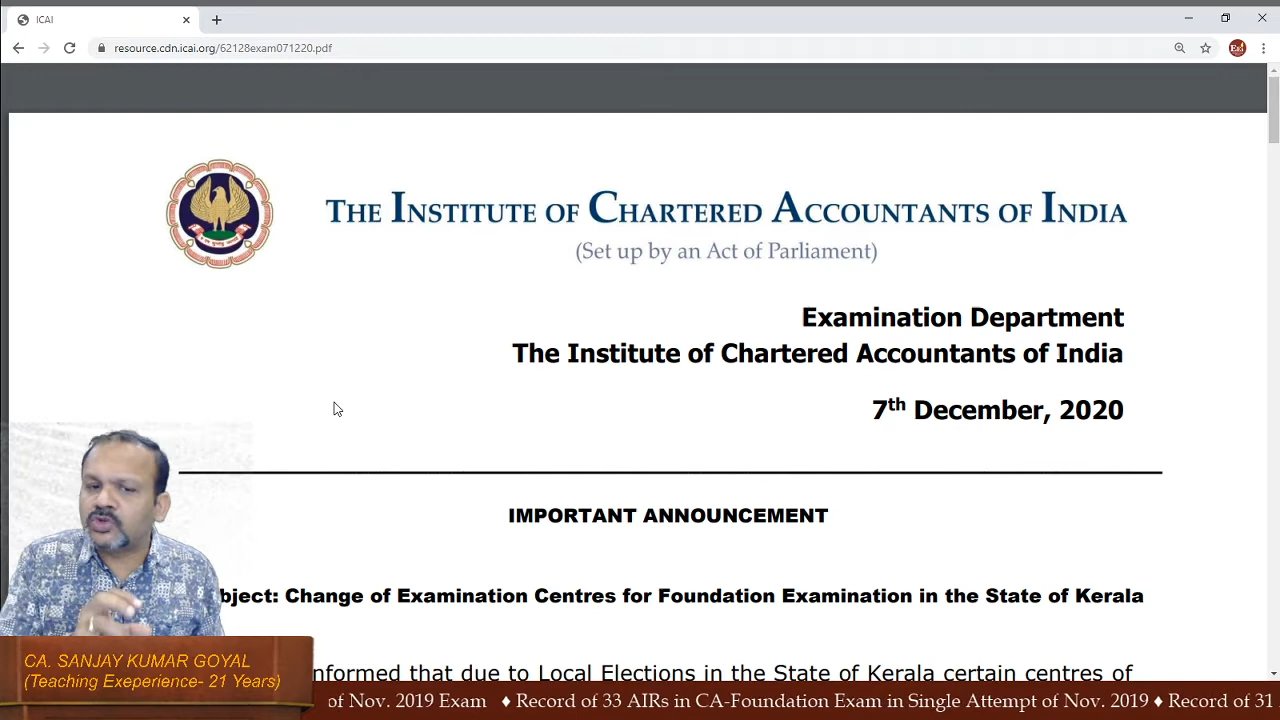 ICAI
resource.cdn.icai.org/62128exam071220.pdf
Ex!
THE INSTITUTE OF CHARTERED ACCOUNTANTS OF INDIA
(Set up by an Act of Parliament)
Examination Department
The Institute of Chartered Accountants of India
7th December, 2020
IMPORTANT ANNOUNCEMENT
bject: Change of Examination Centres for Foundation Examination in the State of Kerala
nformed that due to Local Elections in the State of Kerala certain centres of
CA. SANJAY KUMAR GOYAL
(Teaching Exeperience- 21 Years)
of Nov. 2019 Exam ♦ Record of 33 AIRs in CA-Foundation Exam in Single Attempt of Nov. 2019 ♦ Record of 31